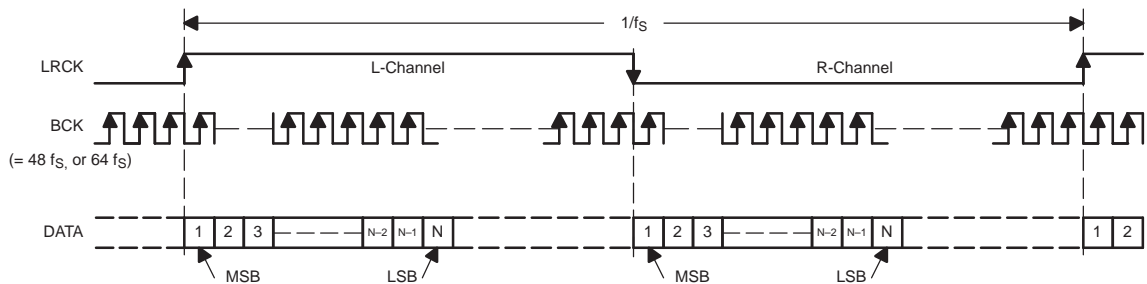 1/fS
LRCK
L-Channel
R-Channel
BCK
(= 48 fS, or 64 fS)
DATA
1 2 3 N–2 N–1 N 1 2 3 N–2 N–1 N 1 2
MSB LSB MSB LSB